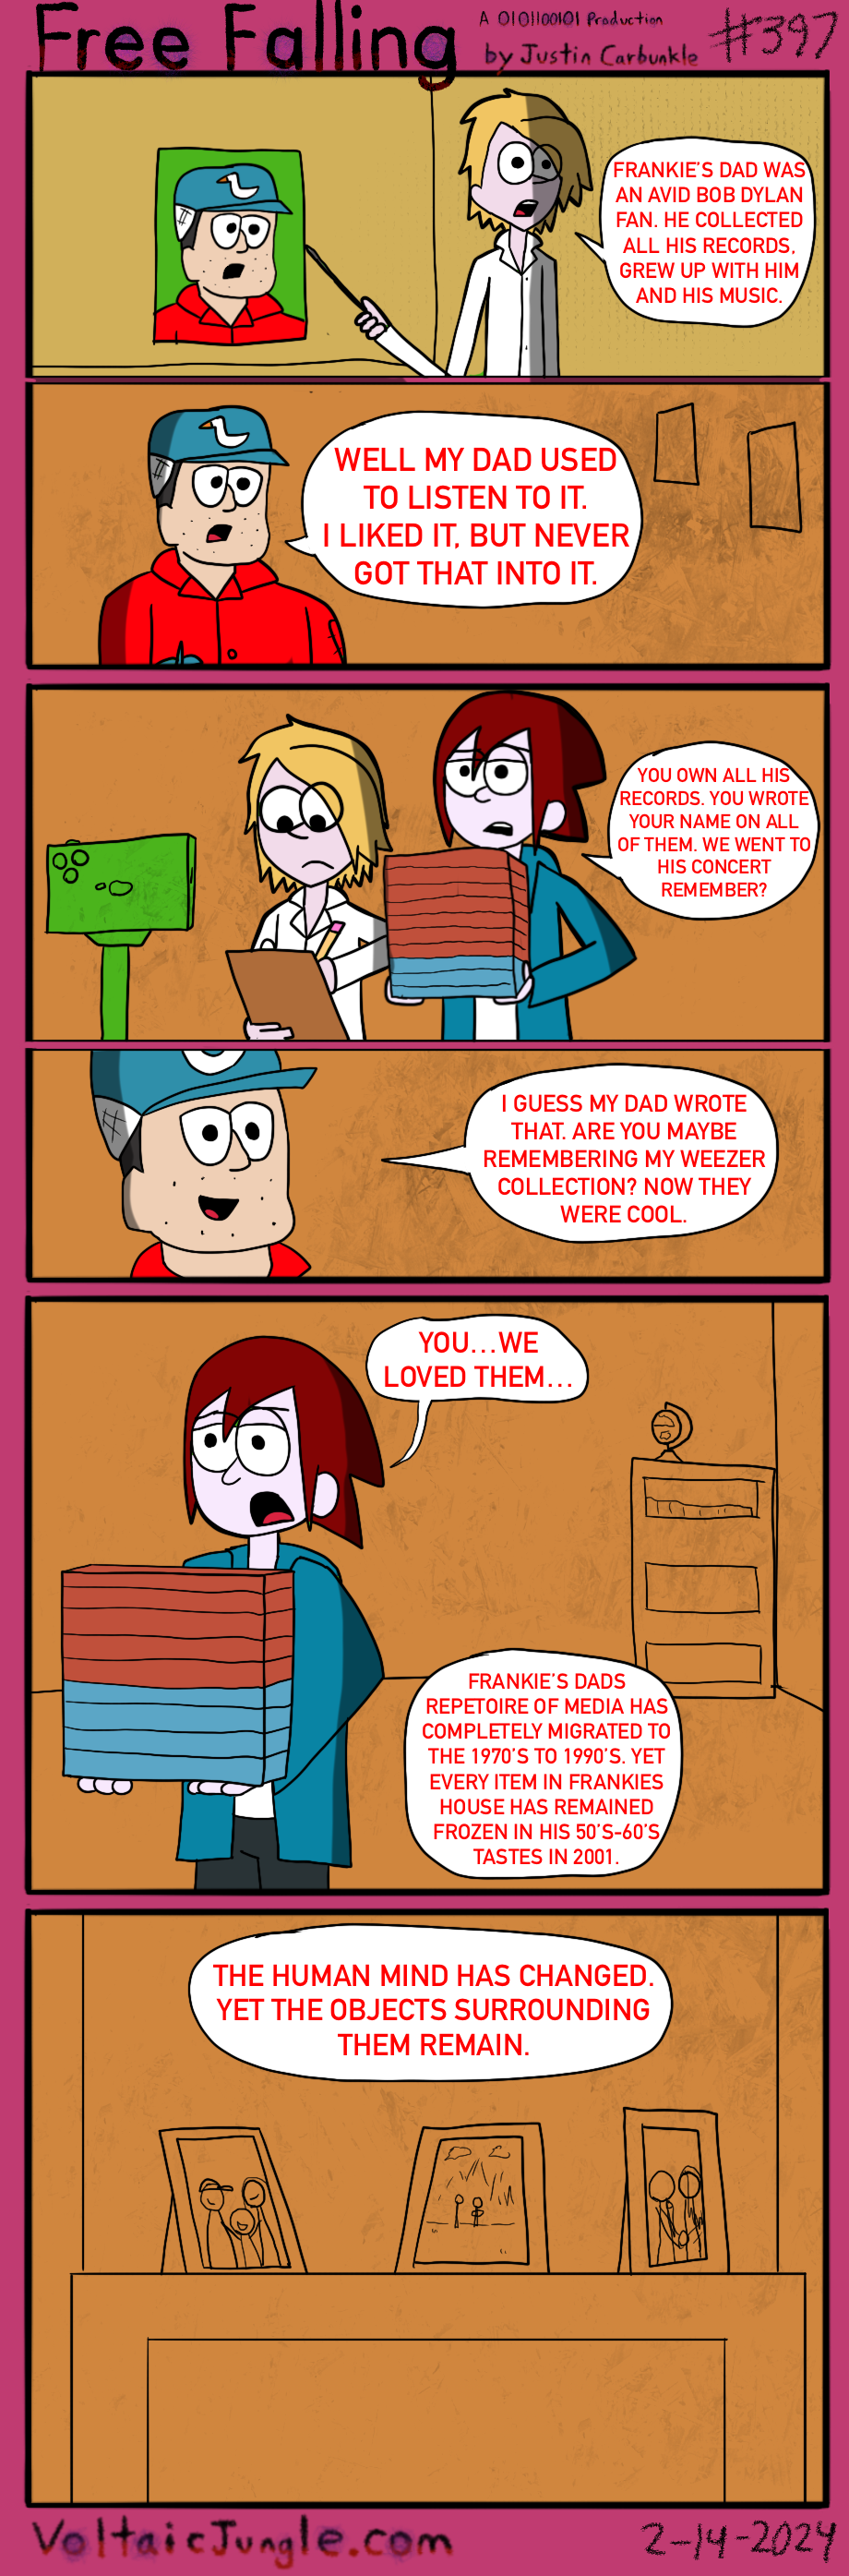 Free Falling
A 0101100101 Production
by Justin Carbunkle
#397
FRANKIE'S DAD WAS
AN AVID BOB DYLAN
FAN. HE COLLECTED
ALL HIS RECORDS,
GREW UP WITH HIM
AND HIS MUSIC.
WELL MY DAD USED
TO LISTEN TO IT.
I LIKED IT, BUT NEVER
GOT THAT INTO IT.
YOU OWN ALL HIS
RECORDS. YOU WROTE
YOUR NAME ON ALL
OF THEM. WE WENT TO
HIS CONCERT
REMEMBER?
I GUESS MY DAD WROTE
THAT. ARE YOU MAYBE
REMEMBERING MY WEEZER
COLLECTION? NOW THEY
WERE COOL.
YOU...WE
LOVED THEM...
FRANKIE'S DADS
REPETOIRE OF MEDIA HAS
COMPLETELY MIGRATED TO
THE 1970'S TO 1990'S. YET
EVERY ITEM IN FRANKIES
HOUSE HAS REMAINED
FROZEN IN HIS 50'S-60'S
TASTES IN 2001.
THE HUMAN MIND HAS CHANGED.
YET THE OBJECTS SURROUNDING
THEM REMAIN.
VoltaicJungle.com
2-14-2024